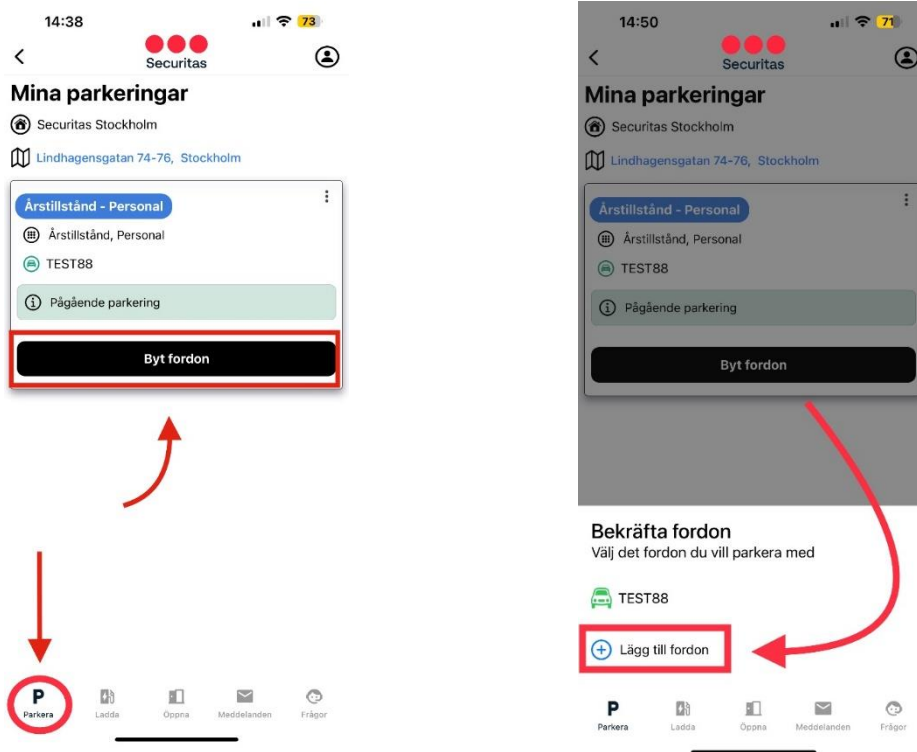 14:38
73
Securitas
Mina parkeringar
Securitas Stockholm
Lindhagensgatan 74-76, Stockholm
Årstillstånd - Personal
Årstillstånd, Personal
TEST88
Pågående parkering
Byt fordon
P
Parkera
Ladda
Öppna
Meddelanden
Frågor
14:50
71
Securitas
Mina parkeringar
Securitas Stockholm
Lindhagensgatan 74-76, Stockholm
Årstillstånd - Personal
Årstillstånd, Personal
TEST88
Pågående parkering
Byt fordon
Bekräfta fordon
Välj det fordon du vill parkera med
TEST88
Lägg till fordon
P
Parkera
Ladda
Öppna
Meddelanden
Frågor